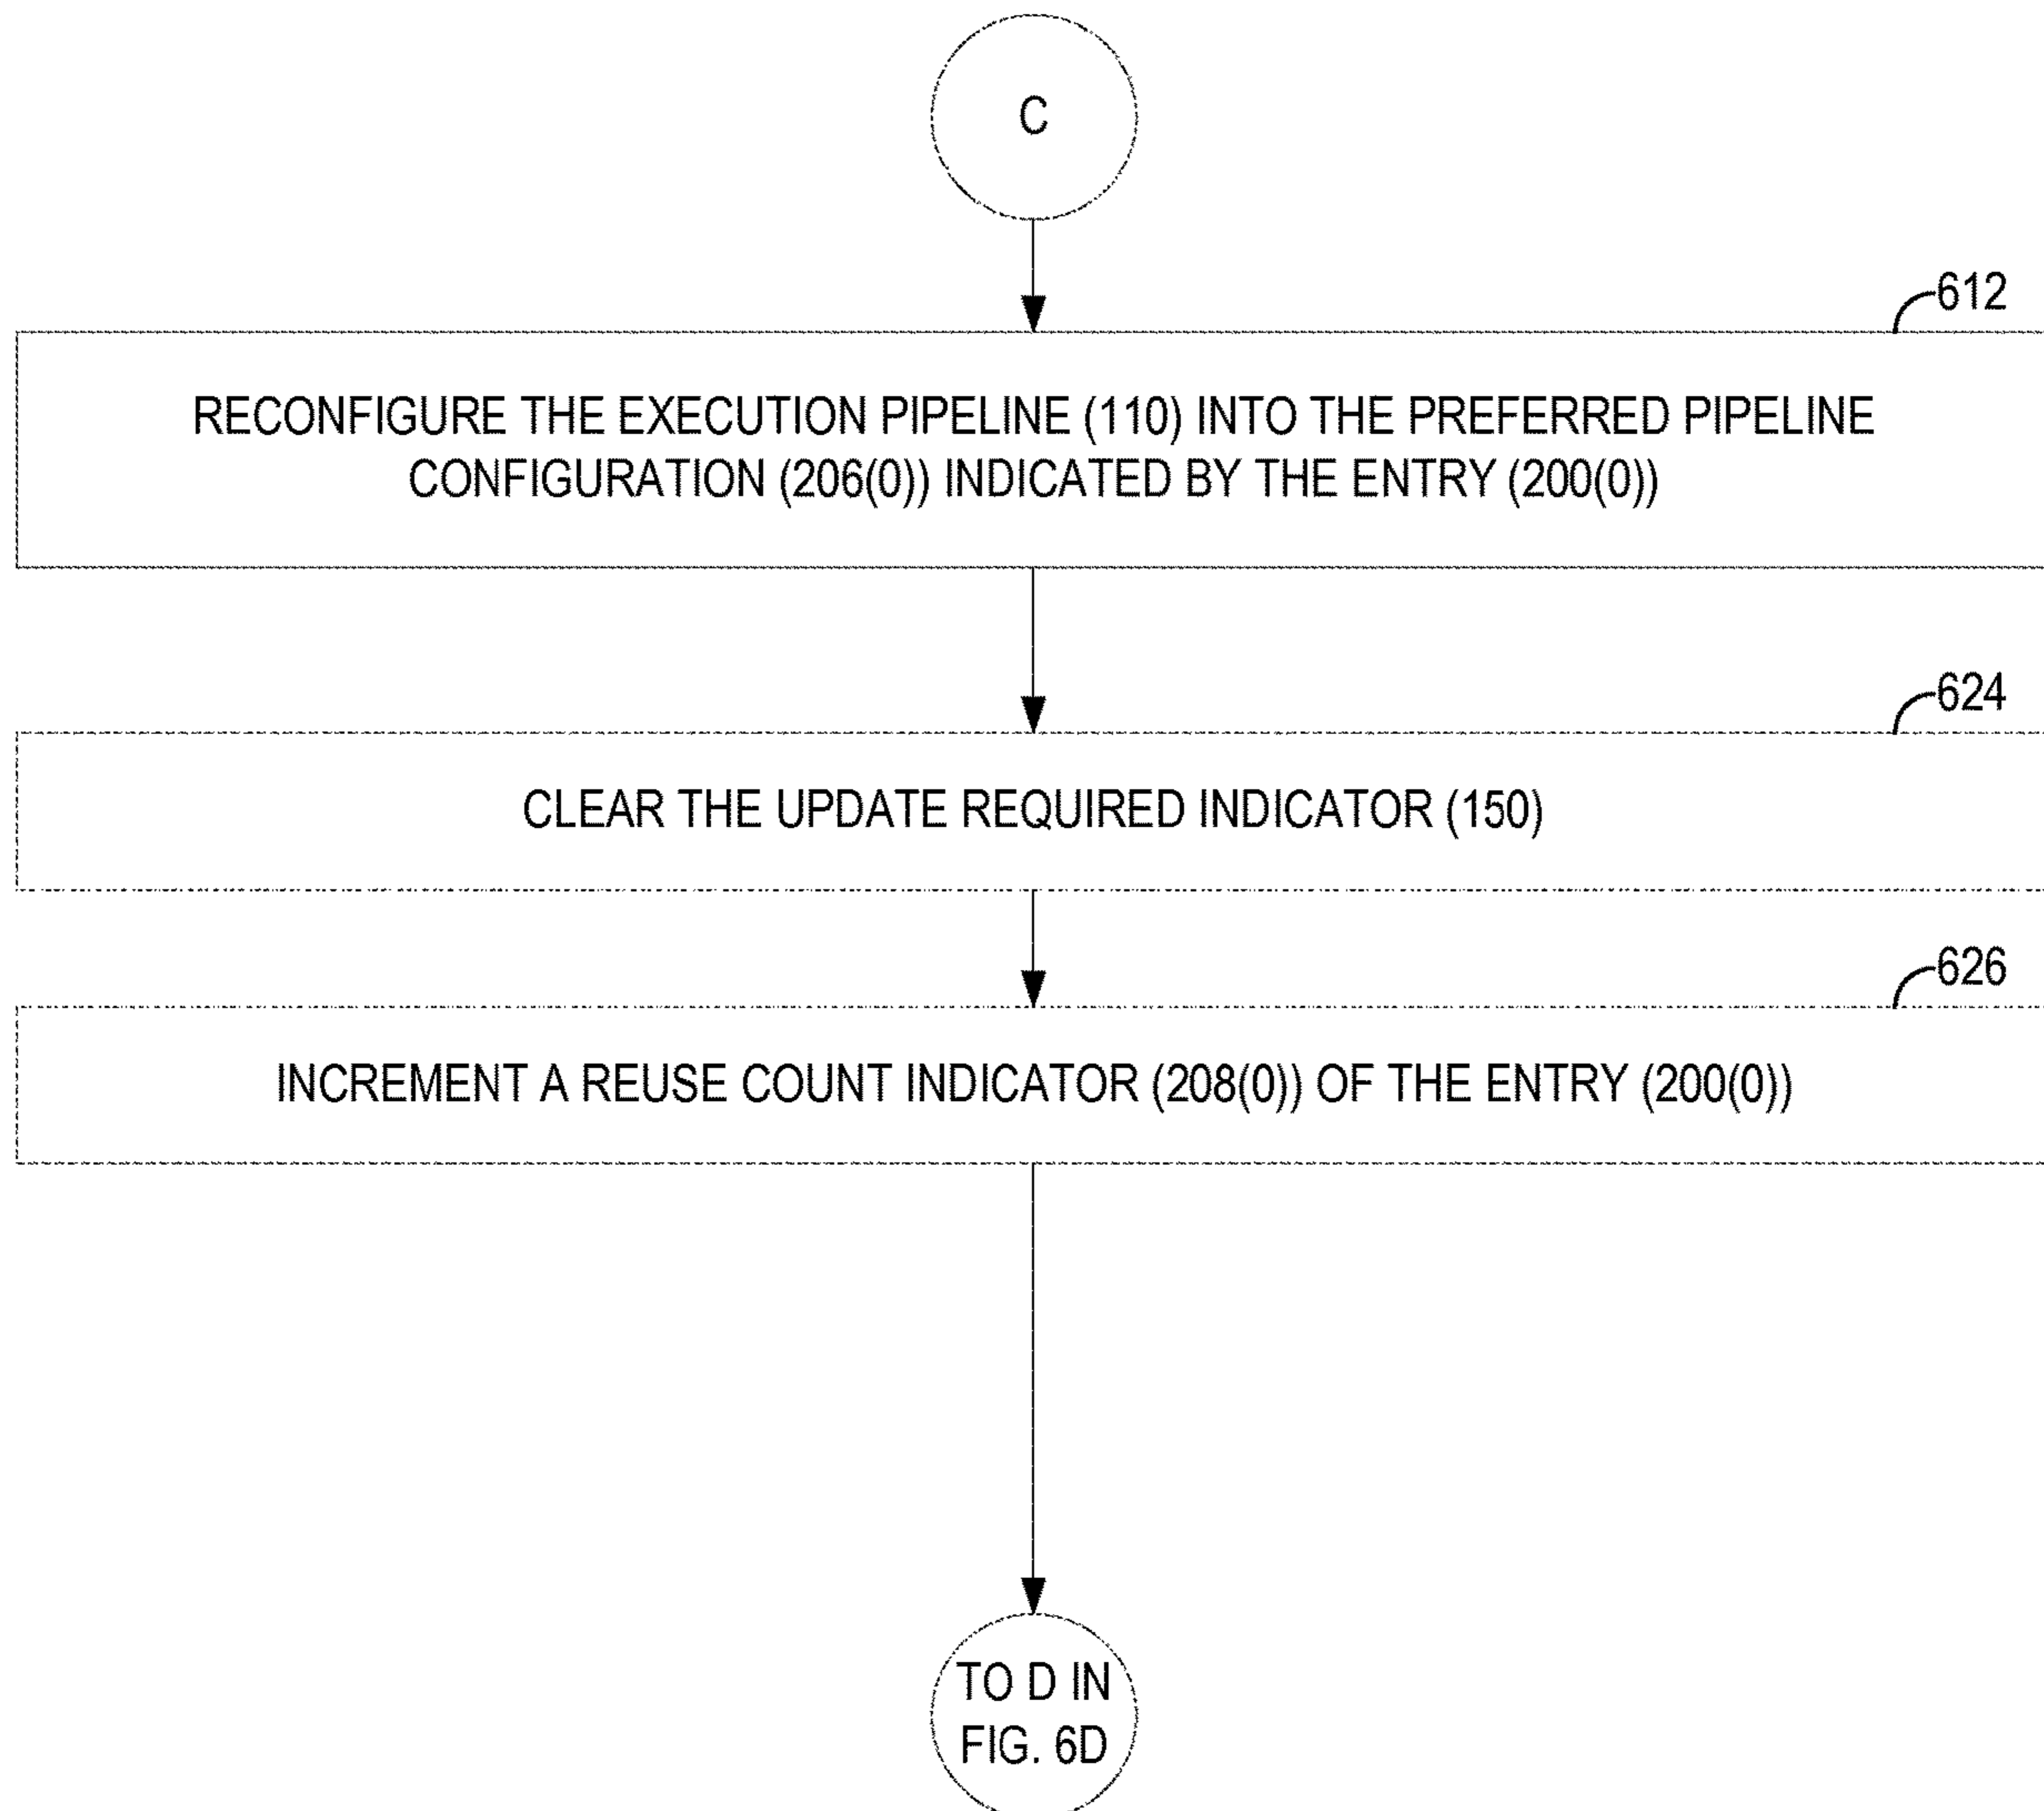 C
612
RECONFIGURE THE EXECUTION PIPELINE (110) INTO THE PREFERRED PIPELINE
CONFIGURATION (206(0)) INDICATED BY THE ENTRY (200(0))
624
CLEAR THE UPDATE REQUIRED INDICATOR (150)
626
INCREMENT A REUSE COUNT INDICATOR (208(0)) OF THE ENTRY (200(0))
TO D IN
FIG. 6D